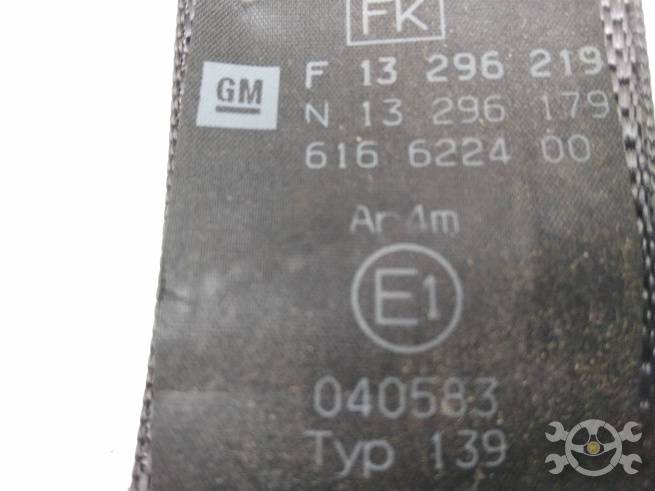 FK
GM F 13 296 219
N 13 296 179
616 6224 00
Ar4m
E1
040583
Typ 139